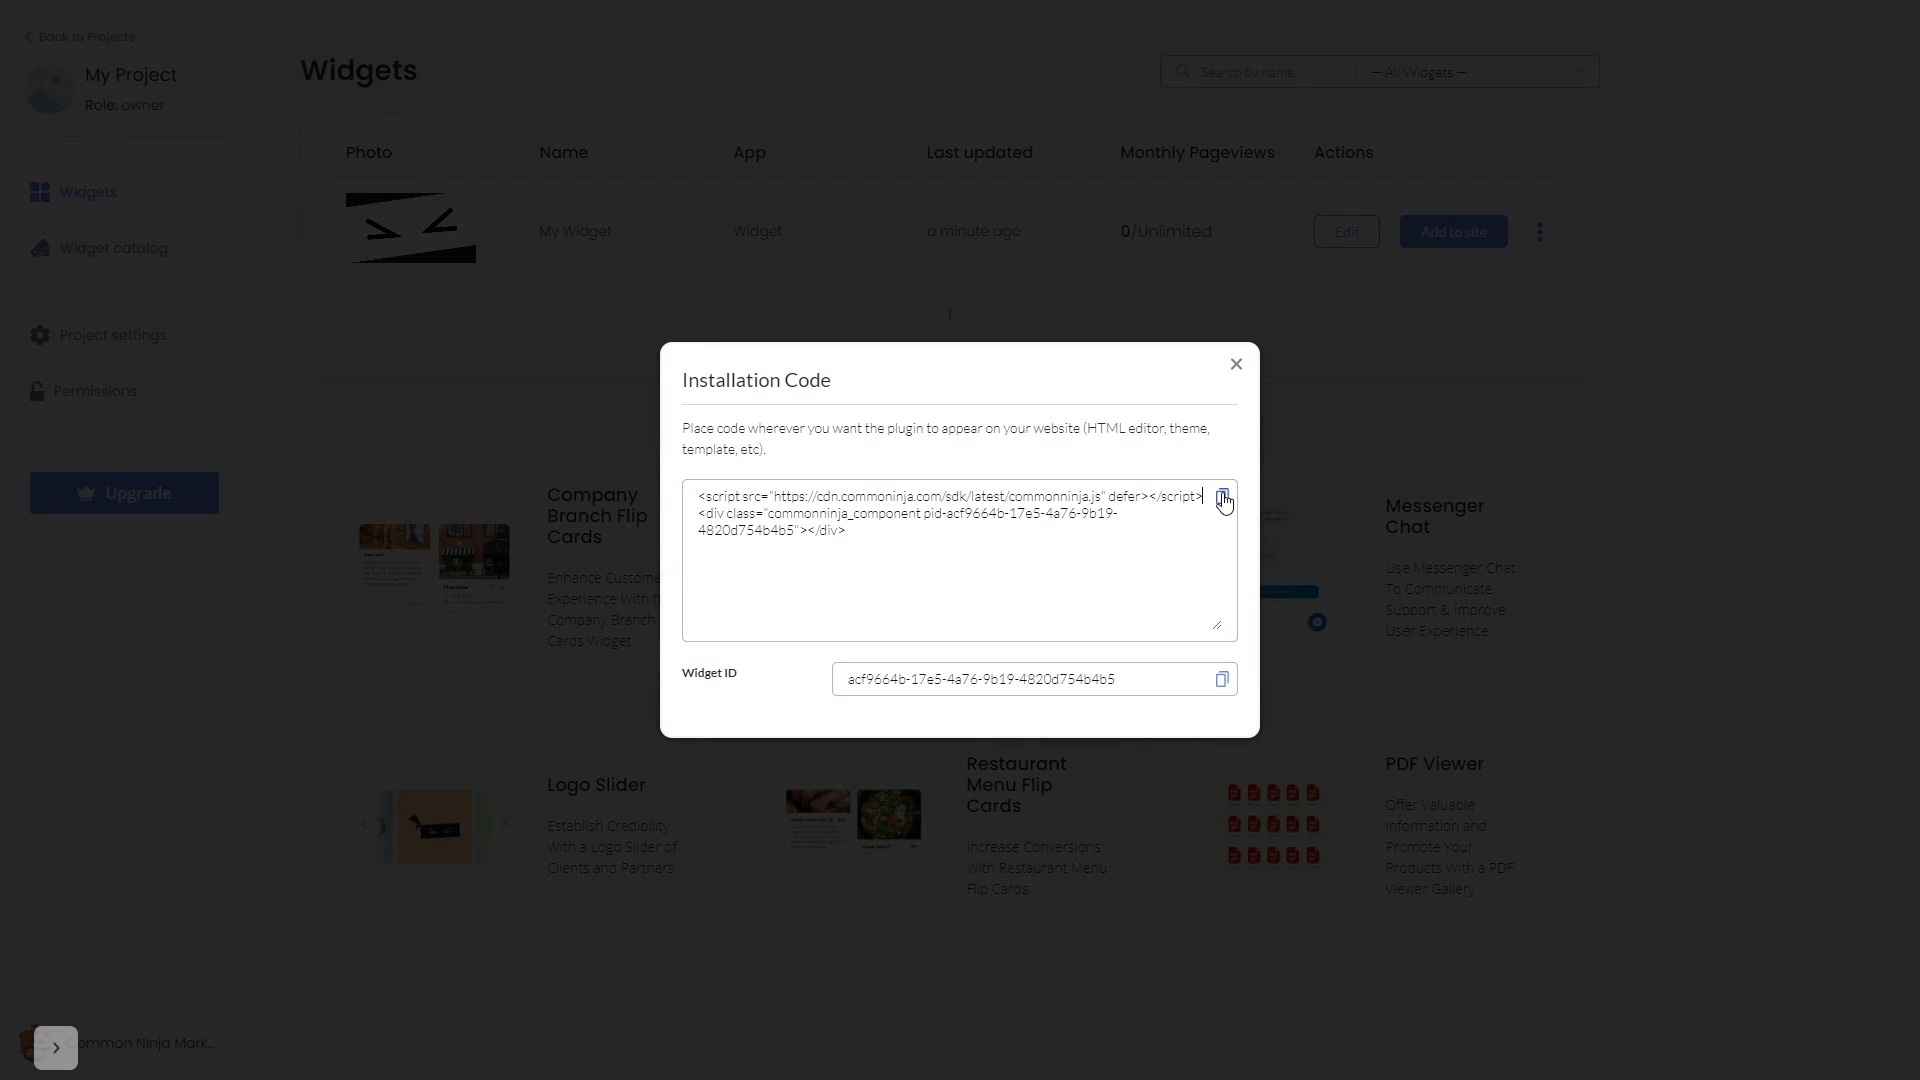 Back to Projects
My Project
Role: owner
Widgets
Widget catalog
Project settings
Permissions
Upgrade
Widgets
Search by name...
— All Widgets —
Photo Name App Last updated Monthly Pageviews Actions
My Widget Widget a minute ago 0/Unlimited Edit Add to site
1
Installation Code
Place code wherever you want the plugin to appear on your website (HTML editor, theme,
template, etc).
<script src="https://cdn.commoninja.com/sdk/latest/commonninja.js" defer></script>
<div class="commonninja_component pid-acf9664b-17e5-4a76-9b19-
4820d754b4b5"></div>
Widget ID
acf9664b-17e5-4a76-9b19-4820d754b4b5
Company
Branch Flip
Cards
Enhance Custome
Experience With t
Company Branch
Cards Widget
Messenger
Chat
Use Messenger Chat
To Communicate,
Support & Improve
User Experience
Logo Slider
Establish Credibility
With a Logo Slider of
Clients and Partners
Restaurant
Menu Flip
Cards
Increase Conversions
With Restaurant Menu
Flip Cards
PDF Viewer
Offer Valuable
Information and
Promote Your
Products With a PDF
Viewer Gallery
ommon Ninja Mark...